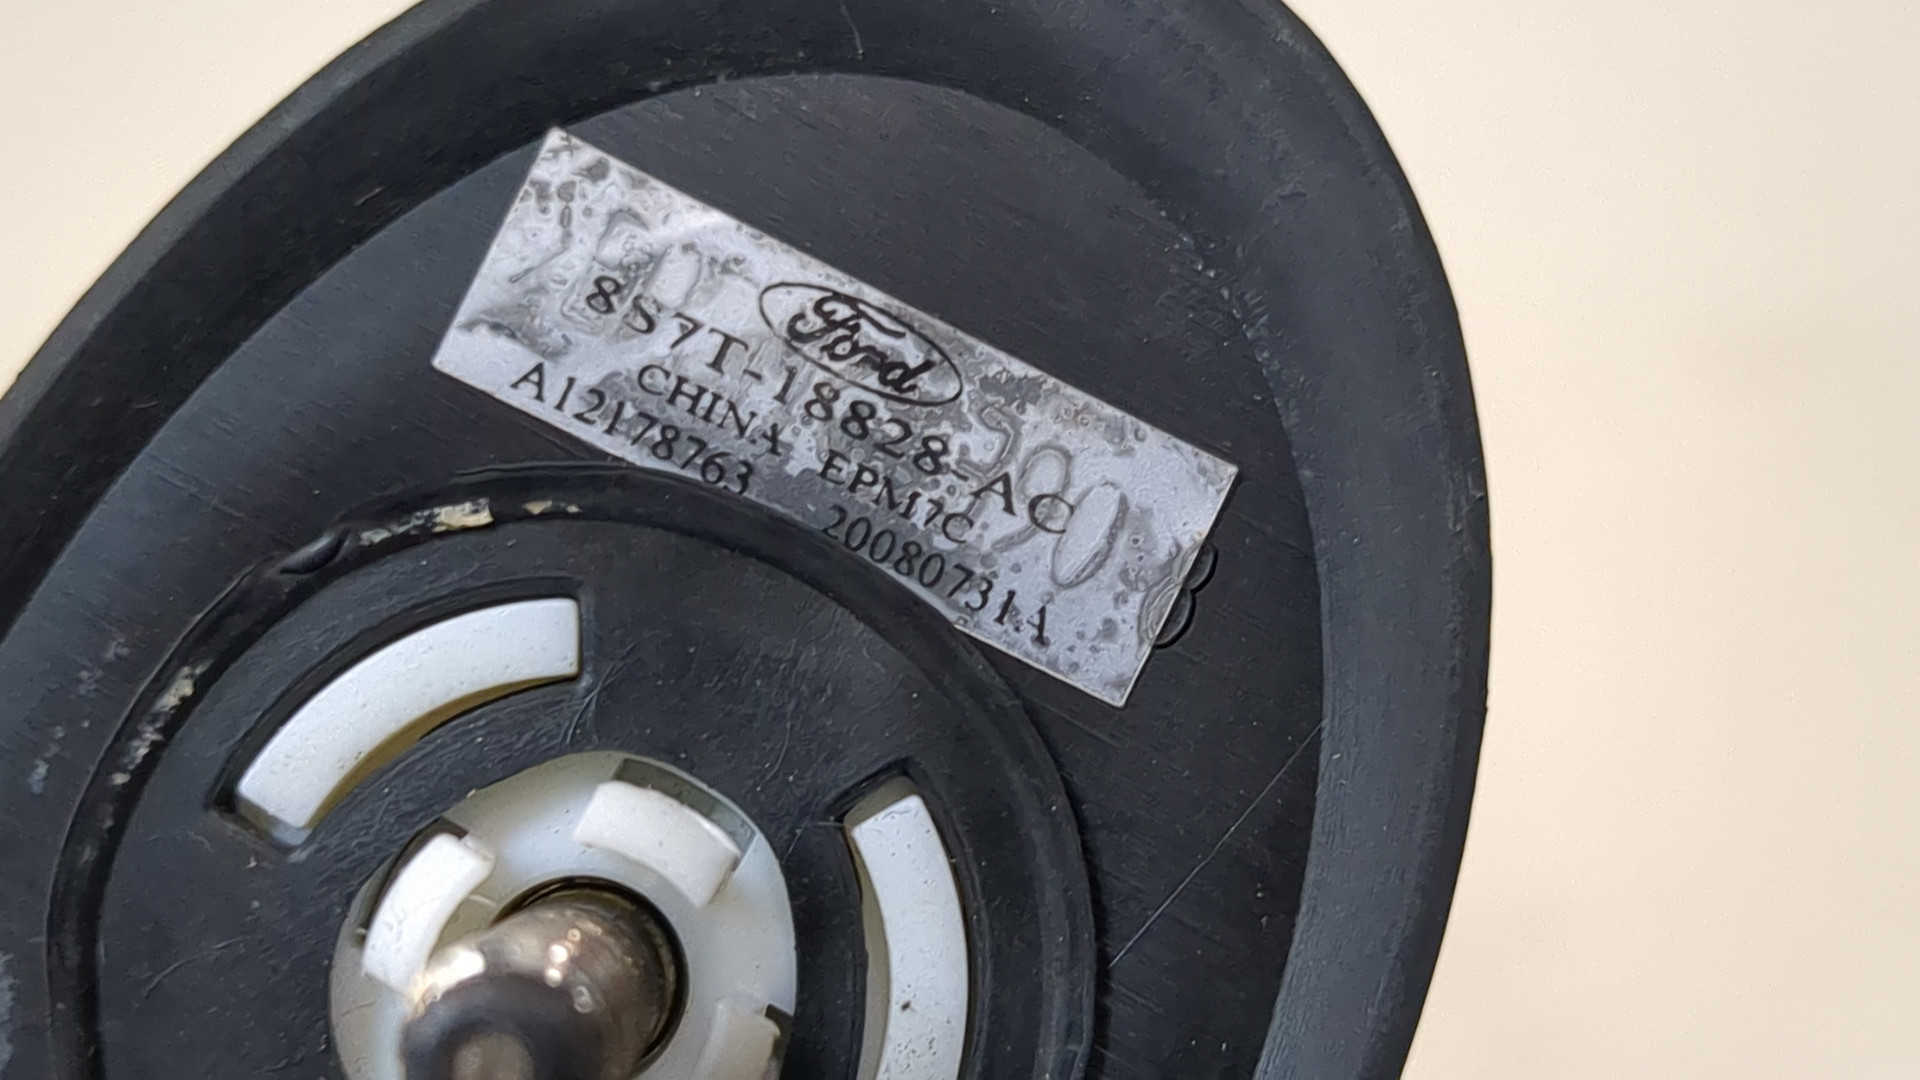 Ford
8S7T-18828-AC
CHINA EPM7C
A12178763 20080731A